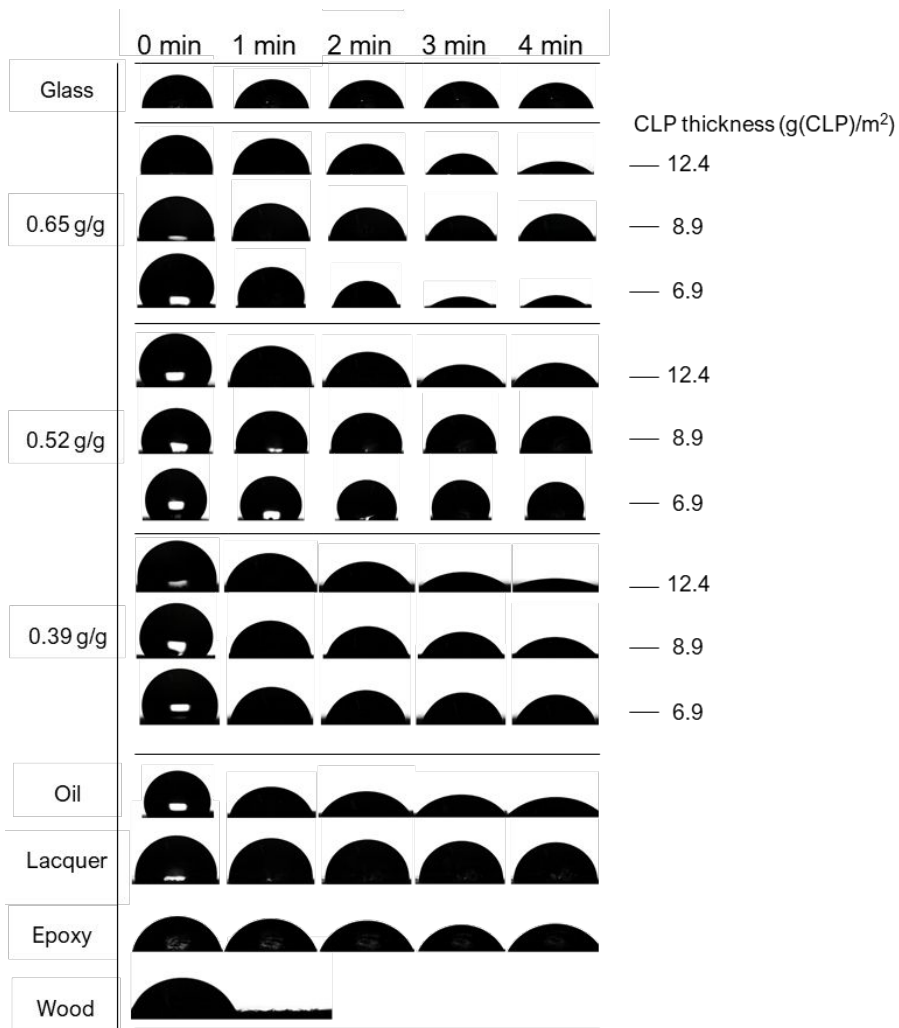 0 min 1 min 2 min 3 min 4 min
Glass
CLP thickness (g(CLP)/m²)
12.4
0.65 g/g
8.9
6.9
12.4
0.52 g/g
8.9
6.9
12.4
0.39 g/g
8.9
6.9
Oil
Lacquer
Epoxy
Wood